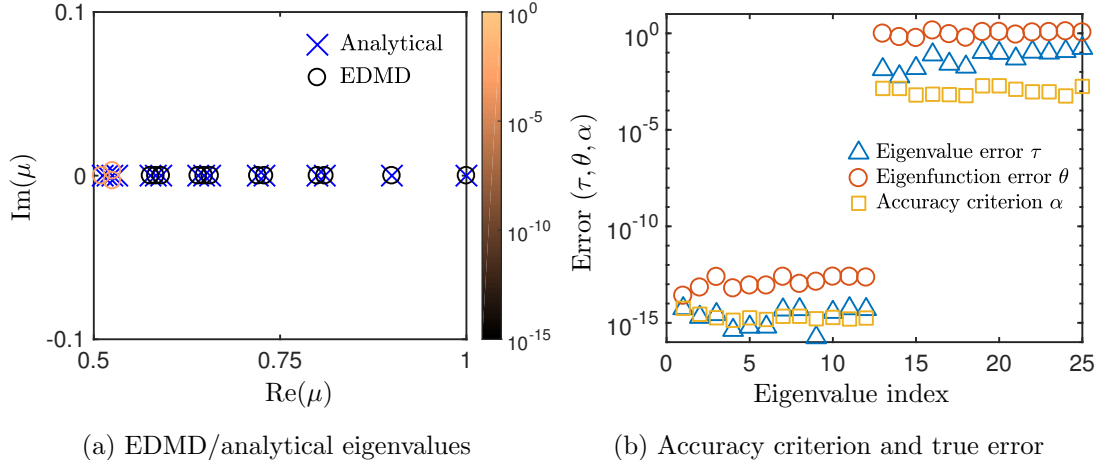 0.1
0
-0.1
Im(μ)
0.5
0.75
1
Re(μ)
Analytical
EDMD
10^0
10^-5
10^-10
10^-15
(a) EDMD/analytical eigenvalues
10^0
10^-5
10^-10
10^-15
Error (τ, θ, α)
Eigenvalue error τ
Eigenfunction error θ
Accuracy criterion α
0
5
10
15
20
25
Eigenvalue index
(b) Accuracy criterion and true error